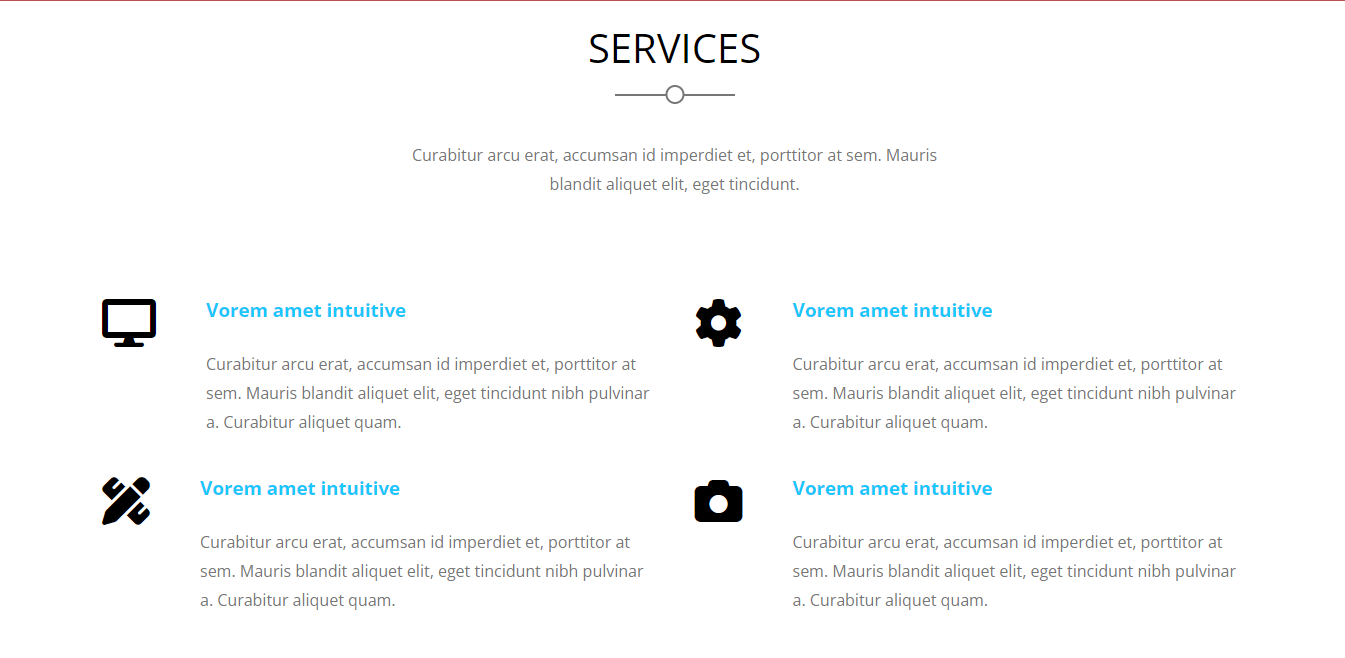 SERVICES
Curabitur arcu erat, accumsan id imperdiet et, porttitor at sem. Mauris
blandit aliquet elit, eget tincidunt.
Vorem amet intuitive
Curabitur arcu erat, accumsan id imperdiet et, porttitor at
sem. Mauris blandit aliquet elit, eget tincidunt nibh pulvinar
a. Curabitur aliquet quam.
Vorem amet intuitive
Curabitur arcu erat, accumsan id imperdiet et, porttitor at
sem. Mauris blandit aliquet elit, eget tincidunt nibh pulvinar
a. Curabitur aliquet quam.
Vorem amet intuitive
Curabitur arcu erat, accumsan id imperdiet et, porttitor at
sem. Mauris blandit aliquet elit, eget tincidunt nibh pulvinar
a. Curabitur aliquet quam.
Vorem amet intuitive
Curabitur arcu erat, accumsan id imperdiet et, porttitor at
sem. Mauris blandit aliquet elit, eget tincidunt nibh pulvinar
a. Curabitur aliquet quam.